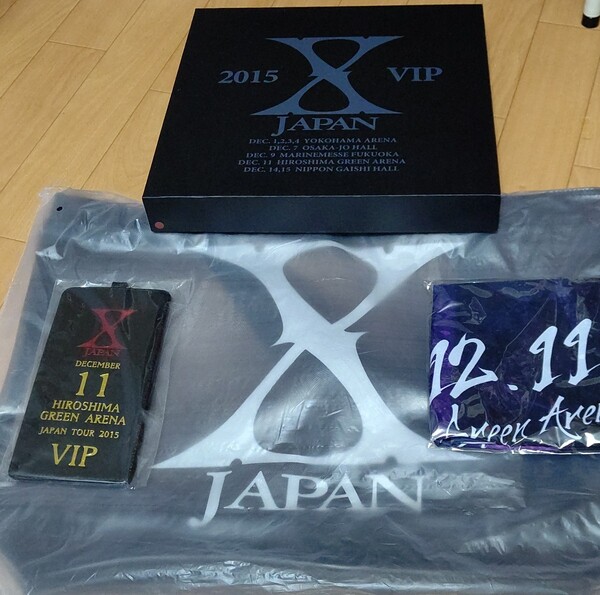 2015 X VIP
JAPAN
DEC. 1,2,3,4 YOKOHAMA ARENA
DEC. 7 OSAKA-JO HALL
DEC. 9 MARINEMESSE FUKUOKA
DEC. 11 HIROSHIMA GREEN ARENA
DEC. 14,15 NIPPON GAISHI HALL
X
JAPAN
DECEMBER
11
HIROSHIMA
GREEN ARENA
JAPAN TOUR 2015
VIP
X
JAPAN
12.11
Green Aren